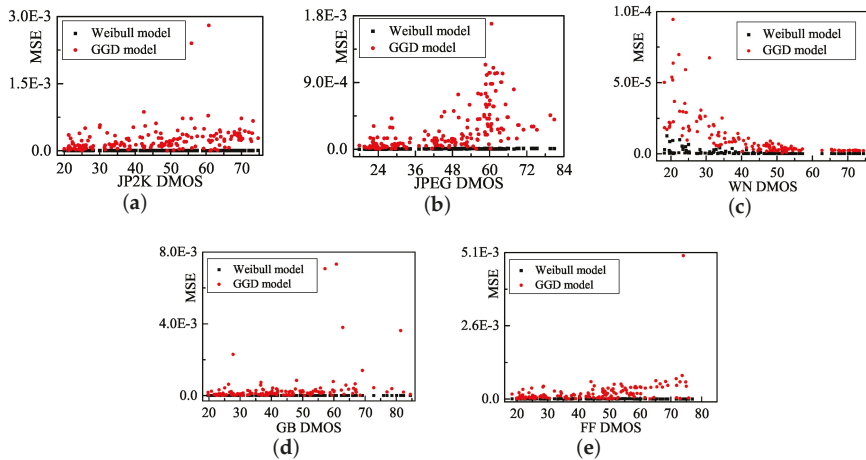 3.0E-3
1.5E-3
0.0
MSE
Weibull model
GGD model
20 30 40 50 60 70
JP2K DMOS
(a)
1.8E-3
9.0E-4
0.0
MSE
Weibull model
GGD model
24 36 48 60 72 84
JPEG DMOS
(b)
1.0E-4
5.0E-5
0.0
MSE
Weibull model
GGD model
20 30 40 50 60 70
WN DMOS
(c)
8.0E-3
4.0E-3
0.0
MSE
Weibull model
GGD model
20 30 40 50 60 70 80
GB DMOS
(d)
5.1E-3
2.6E-3
0.0
MSE
Weibull model
GGD model
20 30 40 50 60 70 80
FF DMOS
(e)